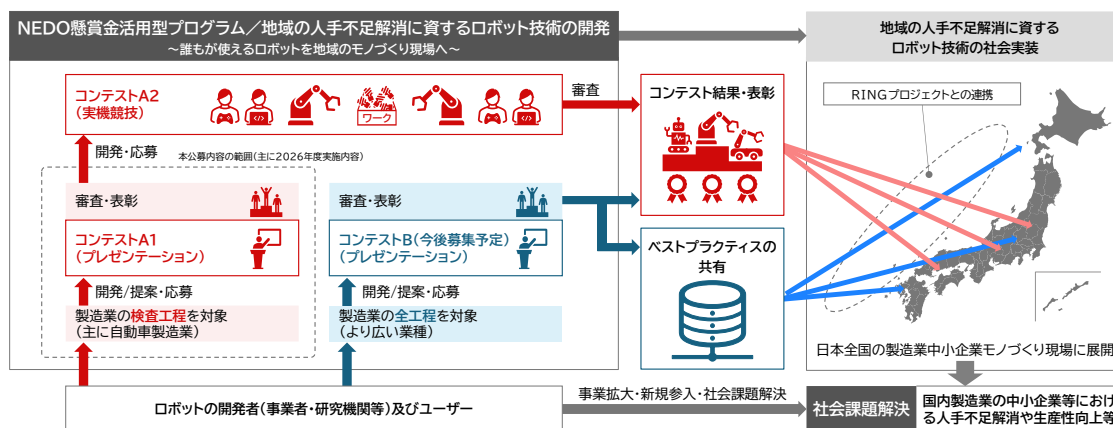 NEDO懸賞金活用型プログラム／地域の人手不足解消に資するロボット技術の開発
～誰もが使えるロボットを地域のモノづくり現場へ～
地域の人手不足解消に資する
ロボット技術の社会実装
コンテストA2
（実機競技）
ワーク
審査
開発・応募
本公募内容の範囲（主に2026年度実施内容）
審査・表彰
コンテストA1
（プレゼンテーション）
開発/提案・応募
製造業の検査工程を対象
（主に自動車製造業）
審査・表彰
コンテストB（今後募集予定）
（プレゼンテーション）
開発/提案・応募
製造業の全工程を対象
（より広い業種）
コンテスト結果・表彰
ベストプラクティスの
共有
RINGプロジェクトとの連携
日本全国の製造業中小企業モノづくり現場に展開
ロボットの開発者（事業者・研究機関等）及びユーザー
事業拡大・新規参入・社会課題解決
社会課題解決
国内製造業の中小企業等におけ
る人手不足解消や生産性向上等